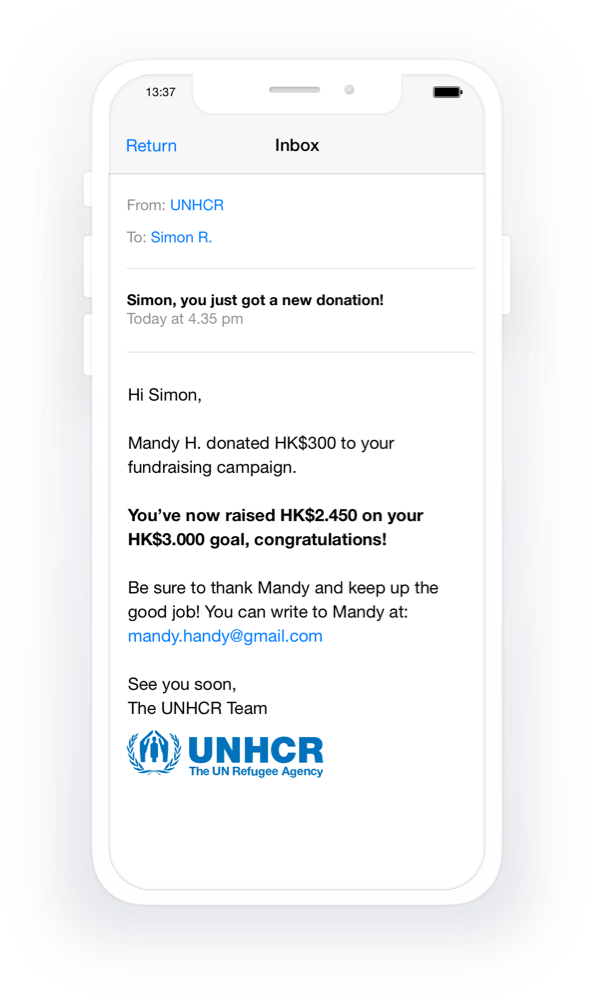 13:37
Return
Inbox
From: UNHCR
To: Simon R.
Simon, you just got a new donation!
Today at 4.35 pm
Hi Simon,
Mandy H. donated HK$300 to your
fundraising campaign.
You’ve now raised HK$2.450 on your
HK$3.000 goal, congratulations!
Be sure to thank Mandy and keep up the
good job! You can write to Mandy at:
mandy.handy@gmail.com
See you soon,
The UNHCR Team
UNHCR
The UN Refugee Agency